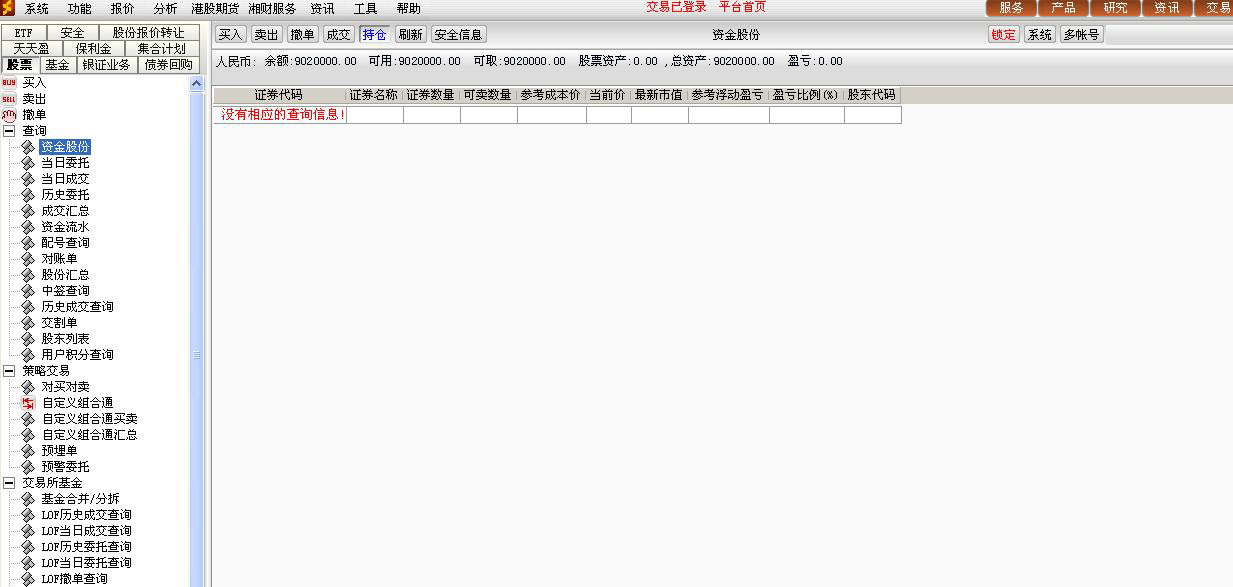 系统 功能 报价 分析 港股期货 湘财服务 资讯 工具 帮助 交易已登录 平台首页 服务 产品 研究 资讯 交易
ETF 安全 股份报价转让
天天盈 保利金 集合计划
股票 基金 银证业务 债券回购
买入 卖出 撤单 成交 持仓 刷新 安全信息 资金股份 锁定 系统 多帐号
人民币: 余额:9020000.00 可用:9020000.00 可取:9020000.00 股票资产:0.00 ,总资产:9020000.00 盈亏:0.00
证券代码 证券名称 证券数量 可卖数量 参考成本价 当前价 最新市值 参考浮动盈亏 盈亏比例(%) 股东代码
没有相应的查询信息!
BUY 买入
SELL 卖出
撤单
查询
资金股份
当日委托
当日成交
历史委托
成交汇总
资金流水
配号查询
对账单
股份汇总
中签查询
历史成交查询
交割单
股东列表
用户积分查询
策略交易
对买对卖
自定义组合通
自定义组合通买卖
自定义组合通汇总
预埋单
预警委托
交易所基金
基金合并/分拆
LOF历史成交查询
LOF当日成交查询
LOF历史委托查询
LOF当日委托查询
LOF撤单查询